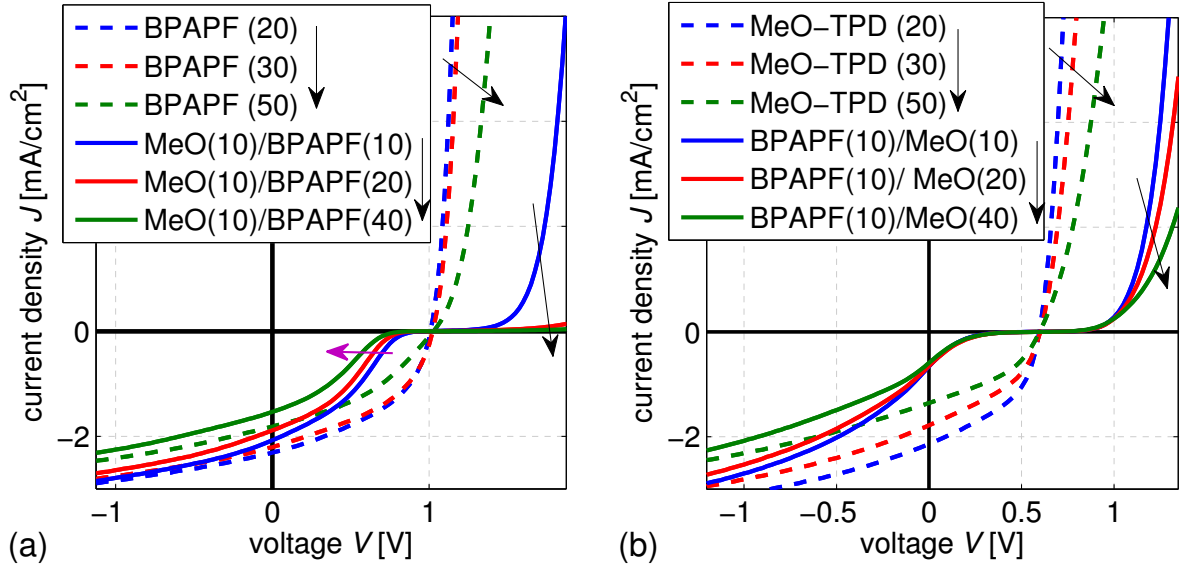 BPAPF (20)
BPAPF (30)
BPAPF (50)
MeO(10)/BPAPF(10)
MeO(10)/BPAPF(20)
MeO(10)/BPAPF(40)
current density J [mA/cm²]
0
−2
−1
0
1
voltage V [V]
(a)
MeO−TPD (20)
MeO−TPD (30)
MeO−TPD (50)
BPAPF(10)/MeO(10)
BPAPF(10)/ MeO(20)
BPAPF(10)/MeO(40)
current density J [mA/cm²]
0
−2
−1
−0.5
0
0.5
1
voltage V [V]
(b)